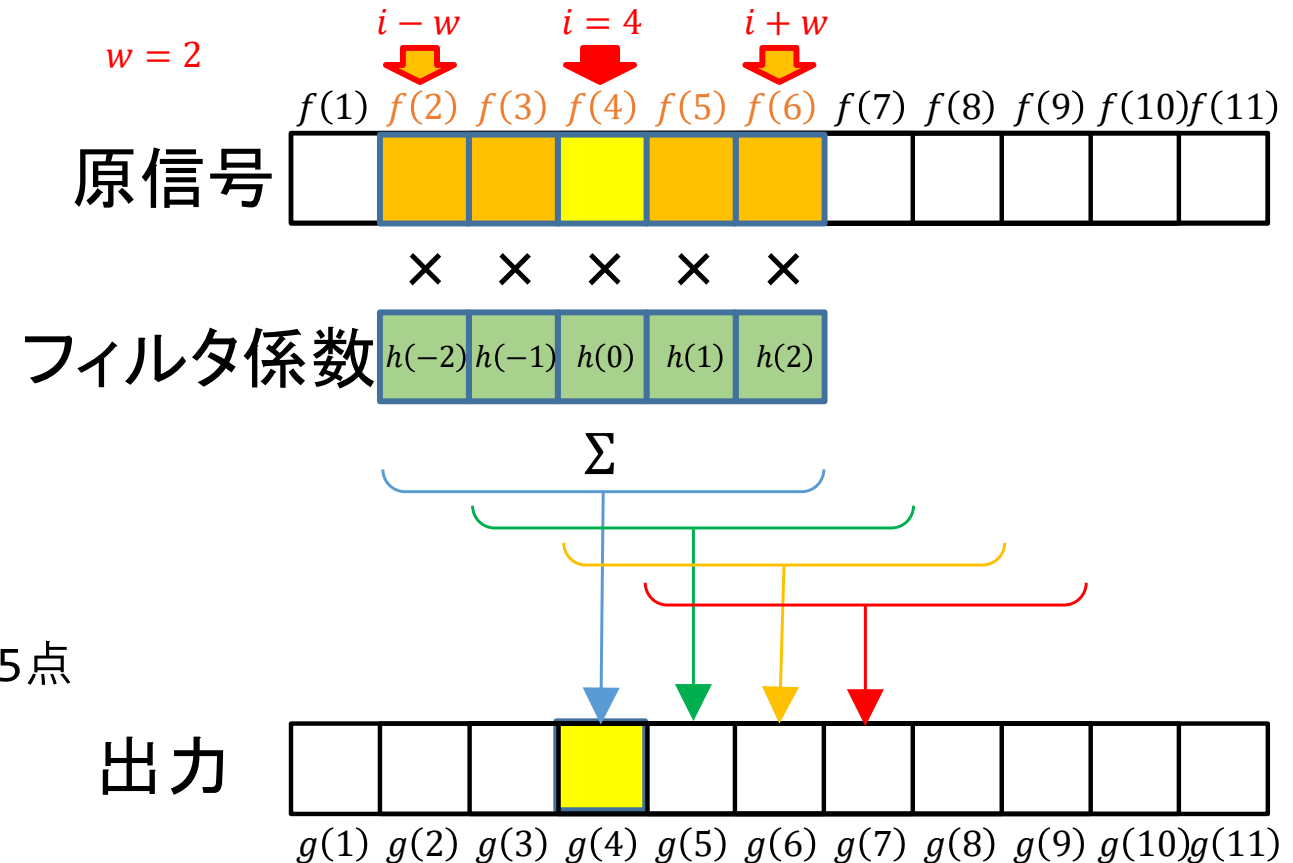 i − w i = 4 i + w
w = 2
f(1) f(2) f(3) f(4) f(5) f(6) f(7) f(8) f(9) f(10) f(11)
原信号
× × × × ×
フィルタ係数 h(−2) h(−1) h(0) h(1) h(2)
Σ
5点
出力
g(1) g(2) g(3) g(4) g(5) g(6) g(7) g(8) g(9) g(10) g(11)